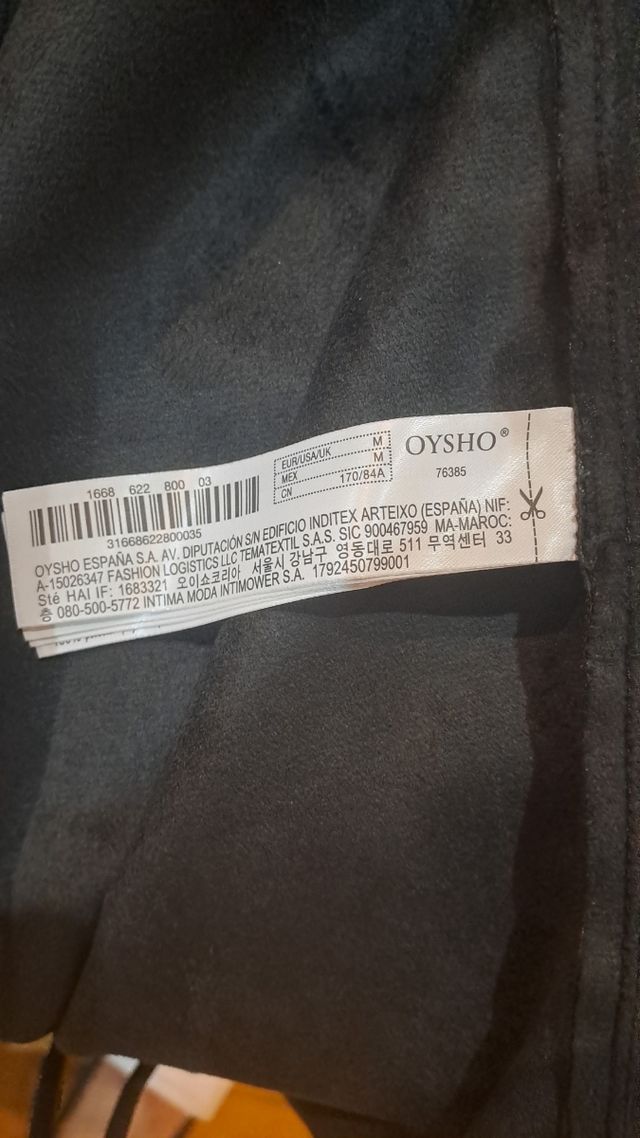 1668 622 800 03
31668622800035
EUR/USA/UK M
MEX M
CN 170/84A
OYSHO®
76385
OYSHO ESPAÑA S.A. AV. DIPUTACIÓN S/N EDIFICIO INDITEX ARTEIXO (ESPAÑA) NIF:
A-15026347 FASHION LOGISTICS LLC TEMATEXTIL S.A.S. SIC 900467959 MA-MAROC:
Sté HAI IF: 1683321 오이쇼코리아 서울시 강남구 영동대로 511 무역센터 33
층 080-500-5772 INTIMA MODA INTIMOWER S.A. 1792450799001